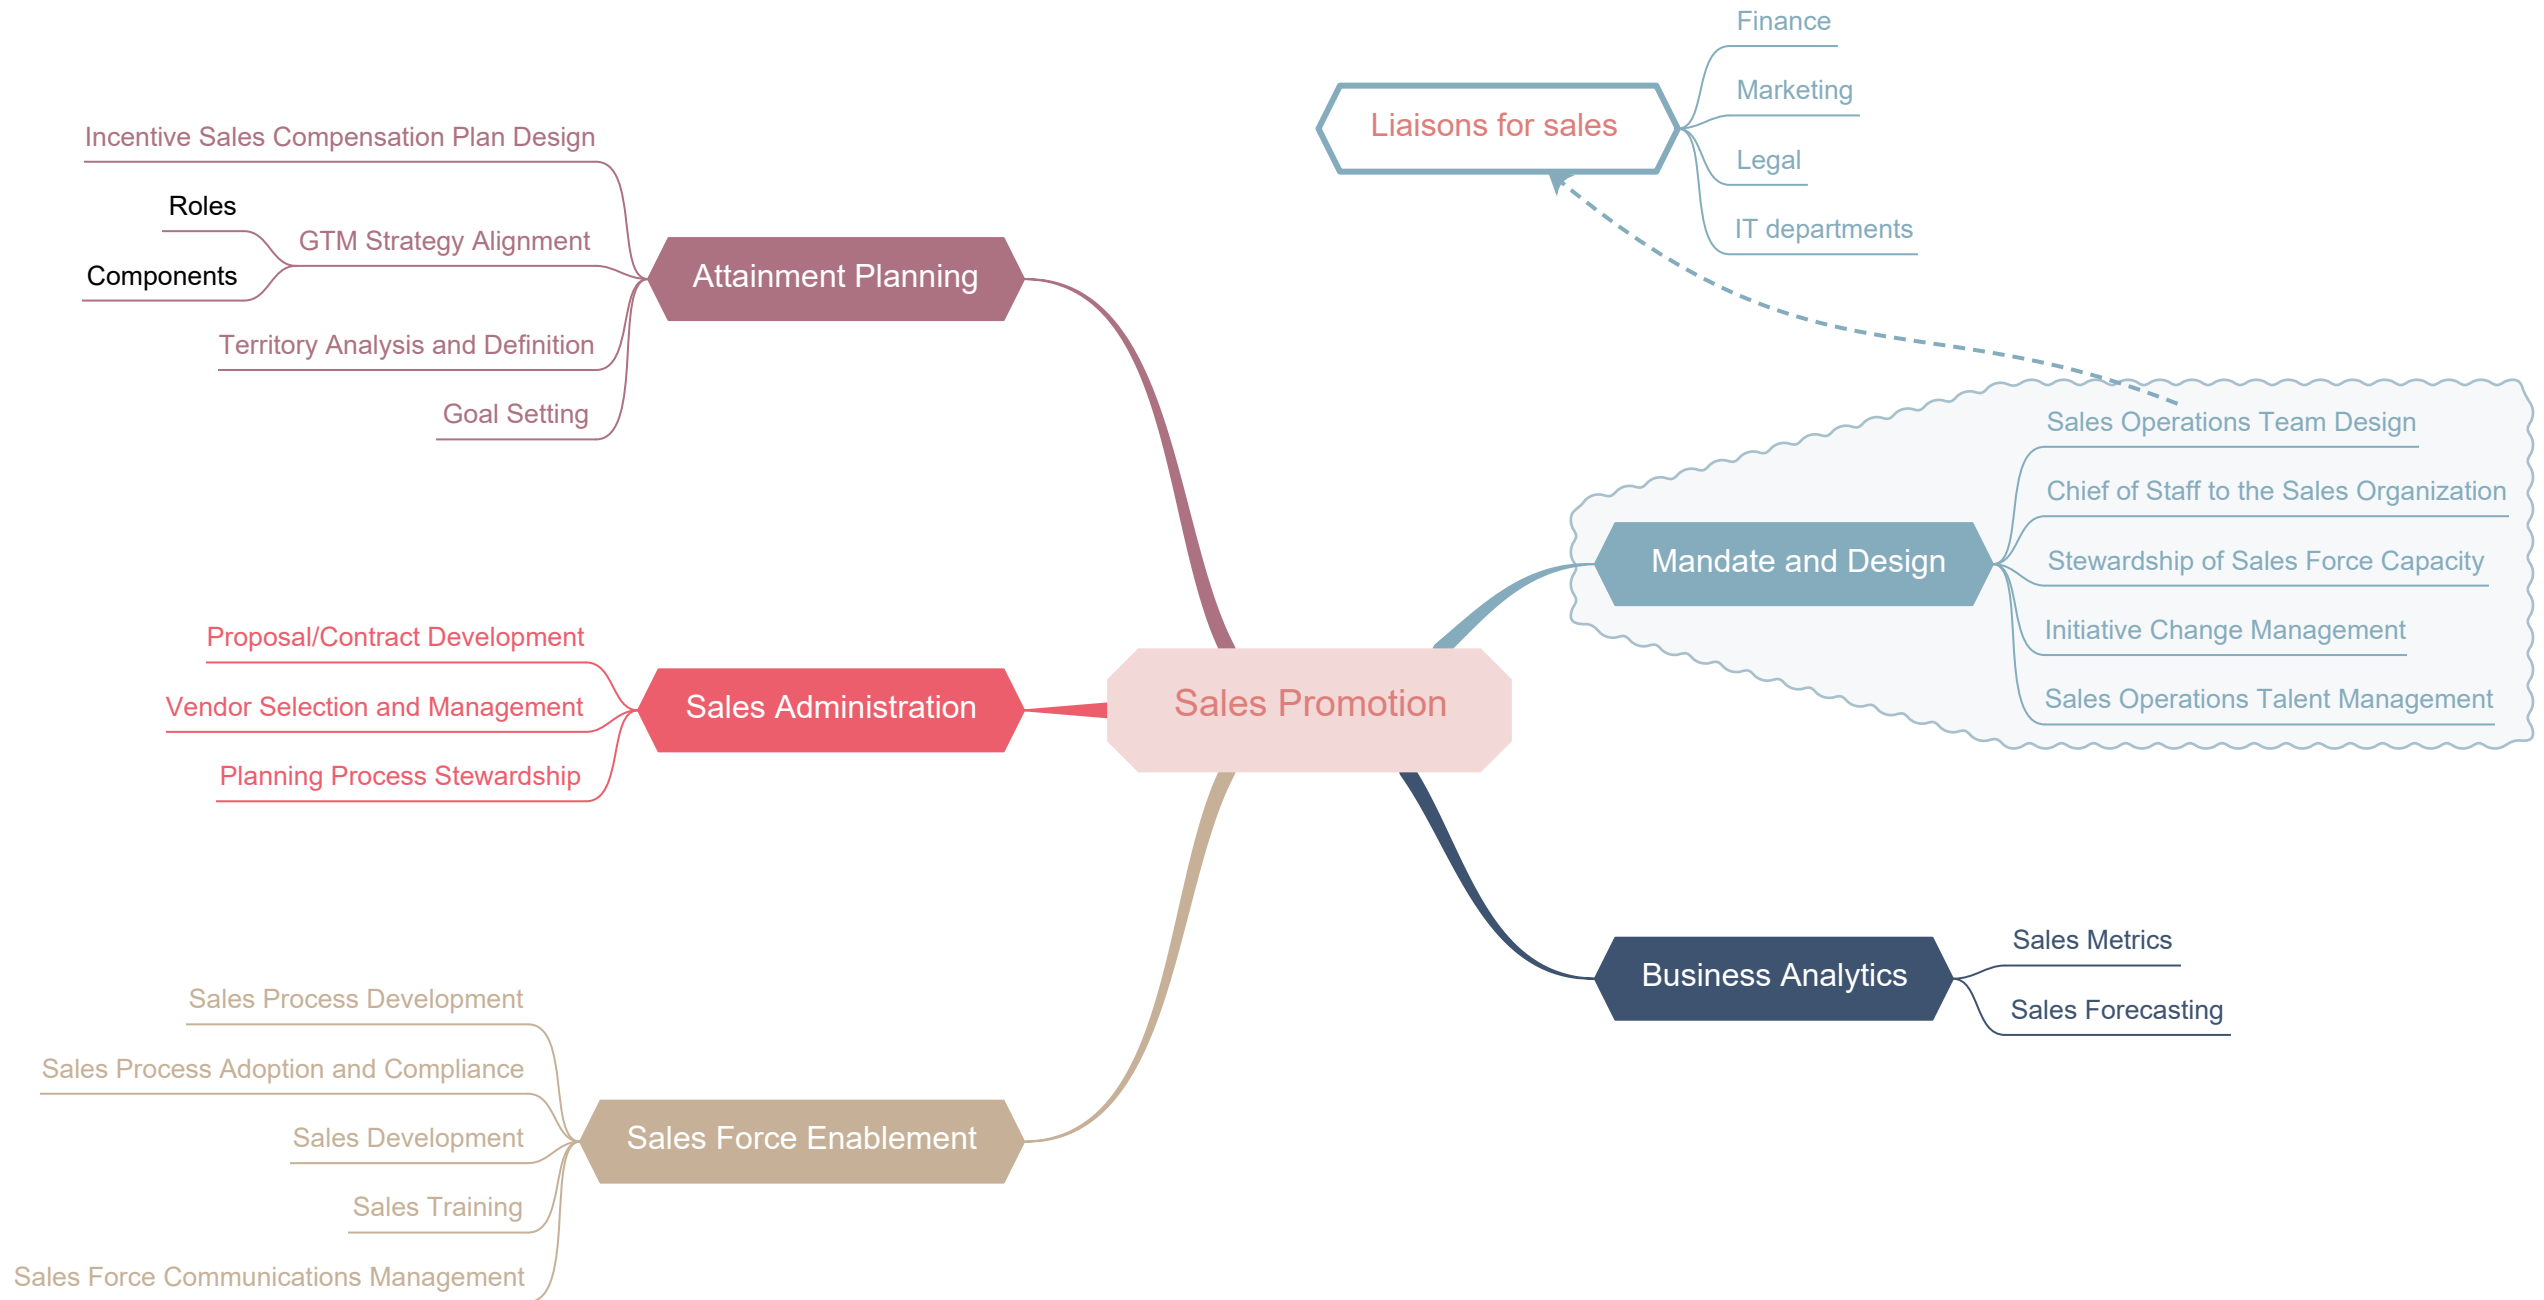 Finance
Marketing
Liaisons for sales
Legal
IT departments
Incentive Sales Compensation Plan Design
Roles
GTM Strategy Alignment
Components
Attainment Planning
Territory Analysis and Definition
Goal Setting
Sales Operations Team Design
Chief of Staff to the Sales Organization
Mandate and Design
Stewardship of Sales Force Capacity
Initiative Change Management
Sales Operations Talent Management
Proposal/Contract Development
Vendor Selection and Management
Sales Administration
Planning Process Stewardship
Sales Promotion
Business Analytics
Sales Metrics
Sales Forecasting
Sales Process Development
Sales Process Adoption and Compliance
Sales Development
Sales Force Enablement
Sales Training
Sales Force Communications Management